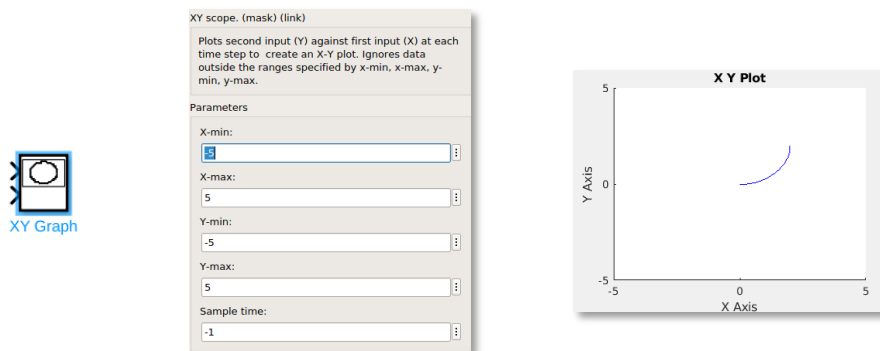 XY Graph
XY scope. (mask) (link)
Plots second input (Y) against first input (X) at each
time step to  create an X-Y plot. Ignores data
outside the ranges specified by x-min, x-max, y-
min, y-max.
Parameters
X-min:
-5
X-max:
5
Y-min:
-5
Y-max:
5
Sample time:
-1
X Y Plot
5
0
-5
Y Axis
-5
0
5
X Axis